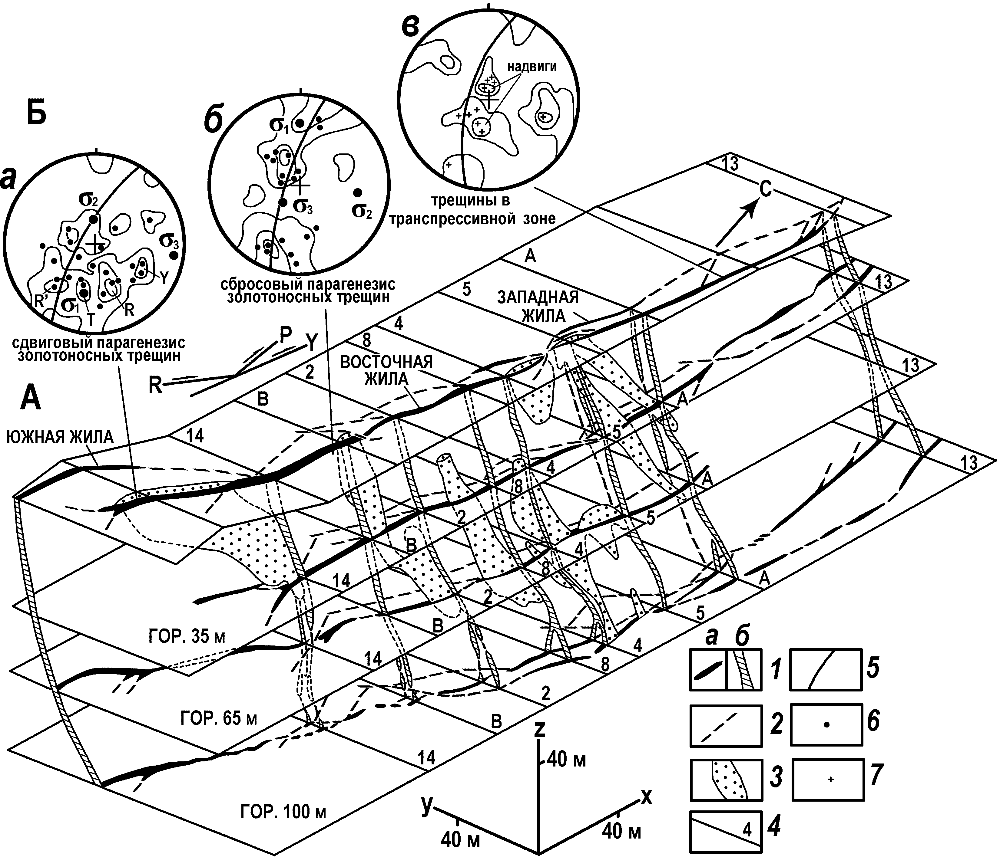 в
надвиги
Б
б
σ1
σ3
σ2
трещины в
транспрессивной зоне
а
σ2
σ3
σ1
R'
T
R
Y
сбросовый парагенезис
золотоносных трещин
сдвиговый парагенезис
золотоносных трещин
13
С
А
5
ЗАПАДНАЯ
ЖИЛА
13
4
8
P
Y
R
ВОСТОЧНАЯ
ЖИЛА
2
13
В
А
А
ЮЖНАЯ ЖИЛА
14
5
4
8
А
13
2
5
В
4
8
14
2
А
ГОР. 35 м
В
5
14
4
8
ГОР. 65 м
2
В
14
ГОР. 100 м
z
40 м
x
40 м
y
40 м
а б
1
5
2
6
3
7
4
4